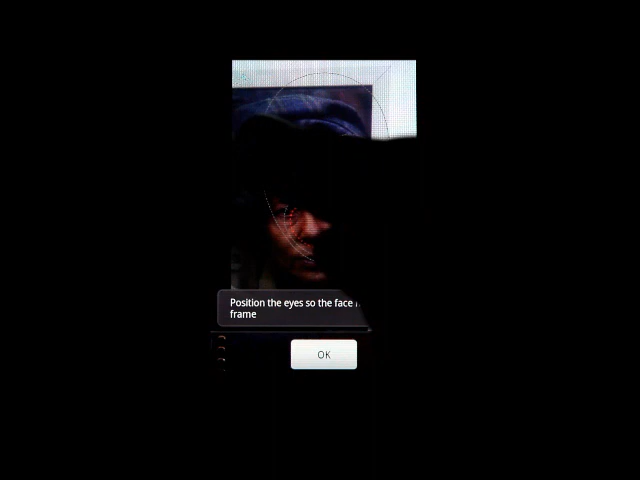 Position the eyes so the face
frame
OK